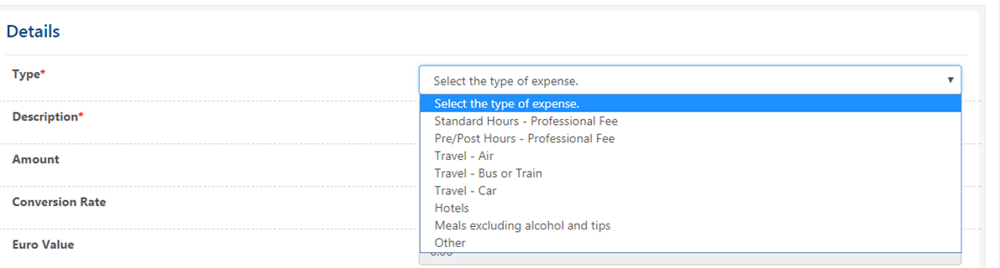 Details
Type*
Select the type of expense.
Select the type of expense.
Standard Hours - Professional Fee
Description*
Pre/Post Hours - Professional Fee
Travel - Air
Amount
Travel - Bus or Train
Travel - Car
Conversion Rate
Hotels
Meals excluding alcohol and tips
Euro Value
Other